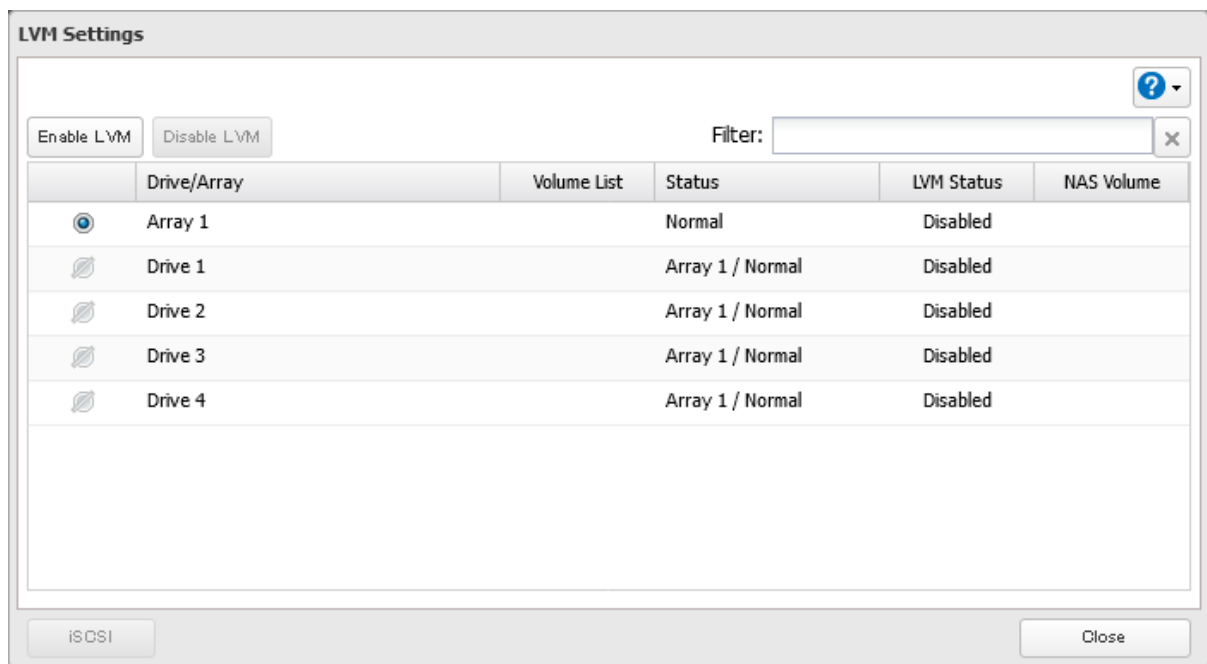 LVM Settings
?
Enable LVM Disable LVM Filter:
Drive/Array Volume List Status LVM Status NAS Volume
Array 1 Normal Disabled
Drive 1 Array 1 / Normal Disabled
Drive 2 Array 1 / Normal Disabled
Drive 3 Array 1 / Normal Disabled
Drive 4 Array 1 / Normal Disabled
iSCSI Close